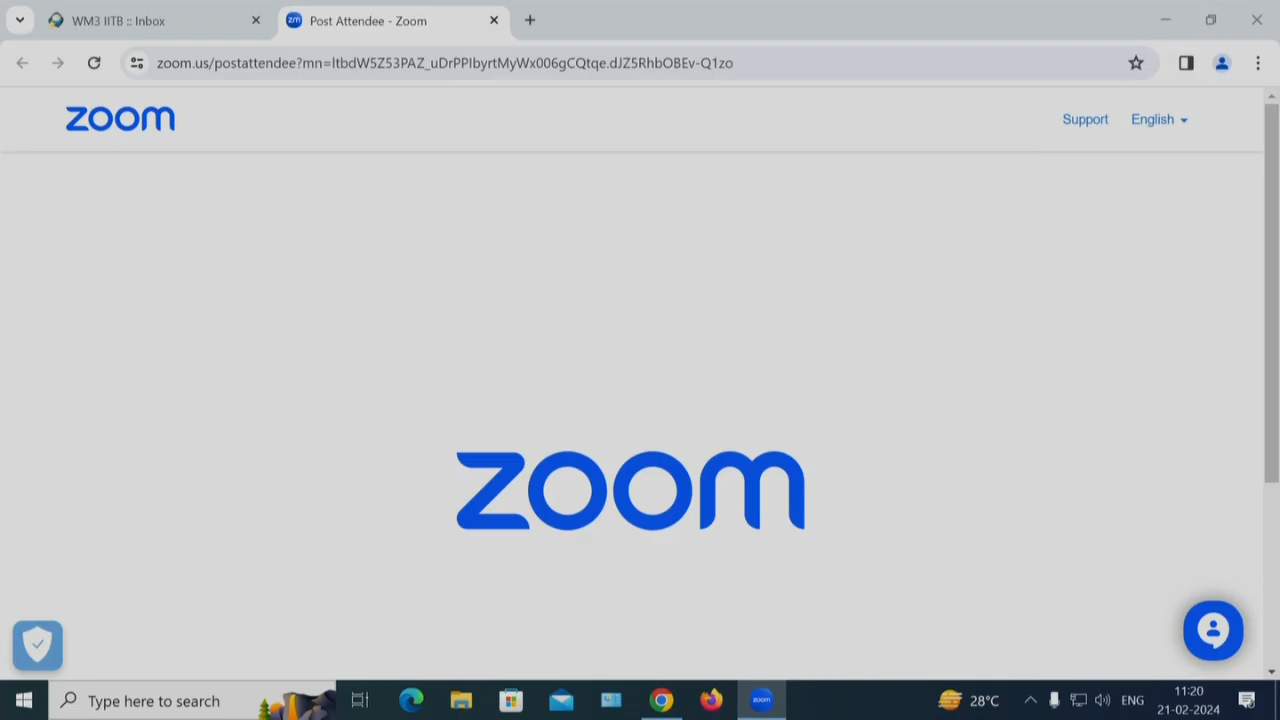 WM3 IITB :: Inbox
Post Attendee - Zoom
zoom.us/postattendee?mn=ltbdW5Z53PAZ_uDrPPIbyrtMyWx006gCQtqe.dJZ5RhbOBEv-Q1zo
zoom
Support
English
zoom
Type here to search
zoom
28°C
ENG
11:20
21-02-2024